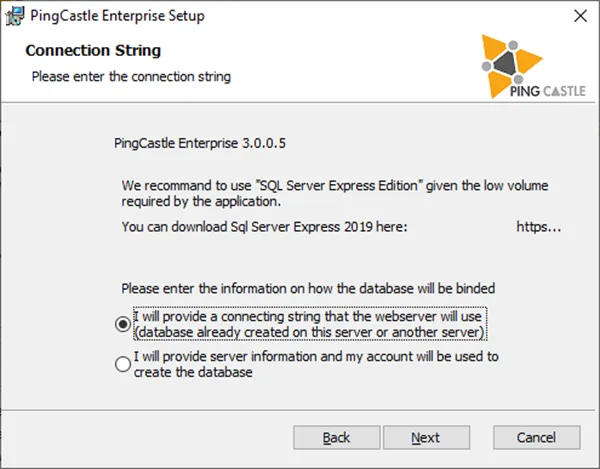 PingCastle Enterprise Setup
Connection String
Please enter the connection string
PING CASTLE
PingCastle Enterprise 3.0.0.5
We recommand to use "SQL Server Express Edition" given the low volume
required by the application.
You can download Sql Server Express 2019 here: https...
Please enter the information on how the database will be binded
I will provide a connecting string that the webserver will use
(database already created on this server or another server)
I will provide server information and my account will be used to
create the database
Back Next Cancel